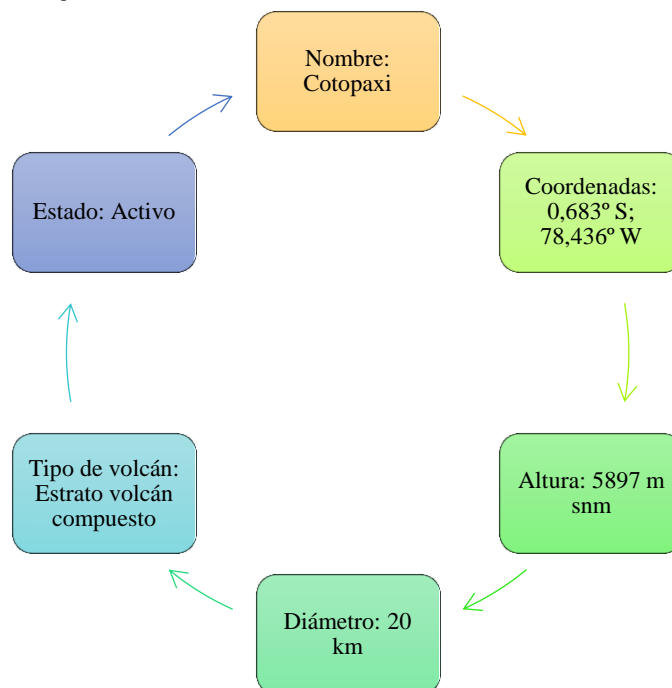 Nombre:
Cotopaxi
Coordenadas:
0,683º S;
78,436º W
Altura: 5897 m
snm
Diámetro: 20
km
Tipo de volcán:
Estrato volcán
compuesto
Estado: Activo